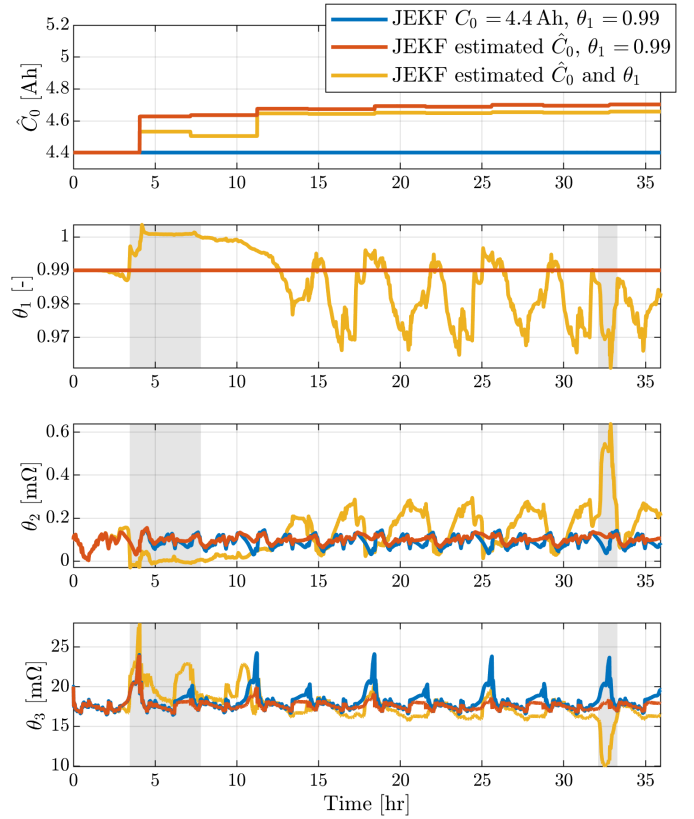 JEKF C₀ = 4.4 Ah, θ₁ = 0.99
JEKF estimated Ĉ₀, θ₁ = 0.99
JEKF estimated Ĉ₀ and θ₁
5.2
5
4.8
4.6
4.4
Ĉ₀ [Ah]
0 5 10 15 20 25 30 35
1
0.99
0.98
0.97
θ₁ [-]
0 5 10 15 20 25 30 35
0.6
0.4
0.2
0
θ₂ [mΩ]
0 5 10 15 20 25 30 35
25
20
15
10
θ₃ [mΩ]
0 5 10 15 20 25 30 35
Time [hr]